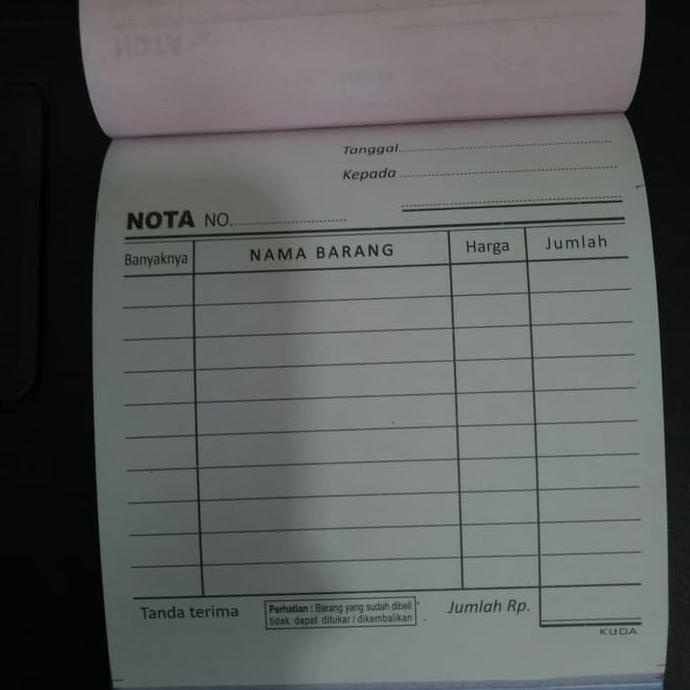 Tanggal
Kepada
NOTA NO.
Banyaknya NAMA BARANG Harga Jumlah
Tanda terima
Perhatian : Barang yang sudah dibeli
tidak dapat ditukar / dikembalikan
Jumlah Rp.
KUDA